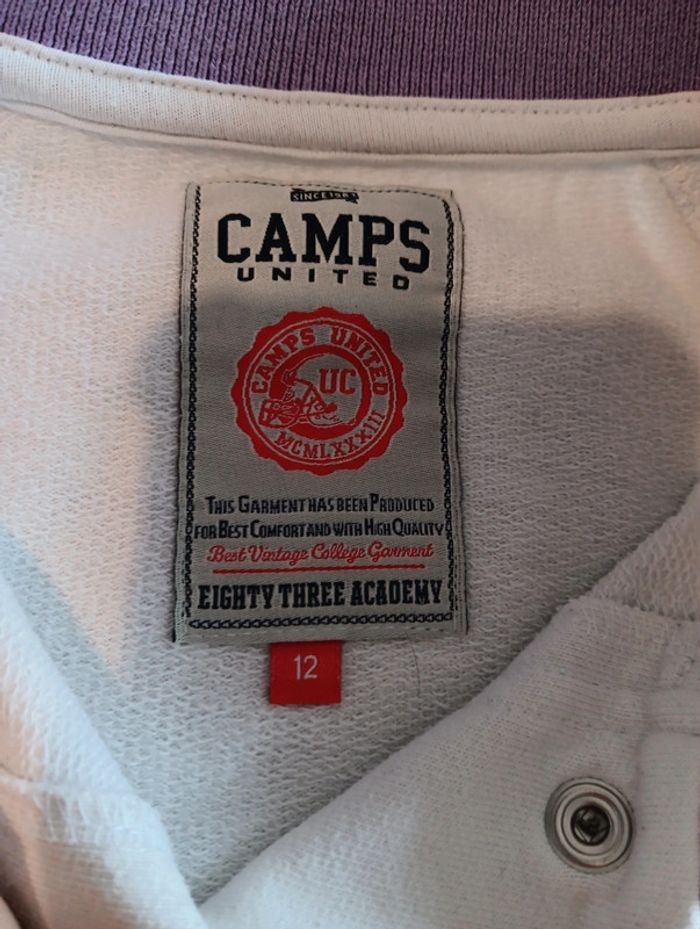 SINCE 1983
CAMPS
UNITED
CAMPS UNITED
UC
MCMLXXXIII
THIS GARMENT HAS BEEN PRODUCED
FOR BEST COMFORT AND WITH HIGH QUALITY
Best Vintage College Garment
EIGHTY THREE ACADEMY
12